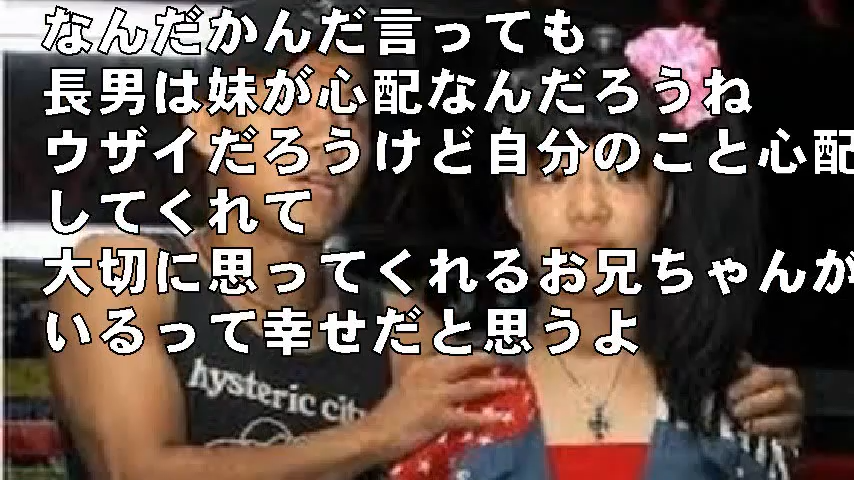 なんだかんだ言っても
長男は妹が心配なんだろうね
ウザイだろうけど自分のこと心配
してくれて
大切に思ってくれるお兄ちゃんが
いるって幸せだと思うよ
hysteric city